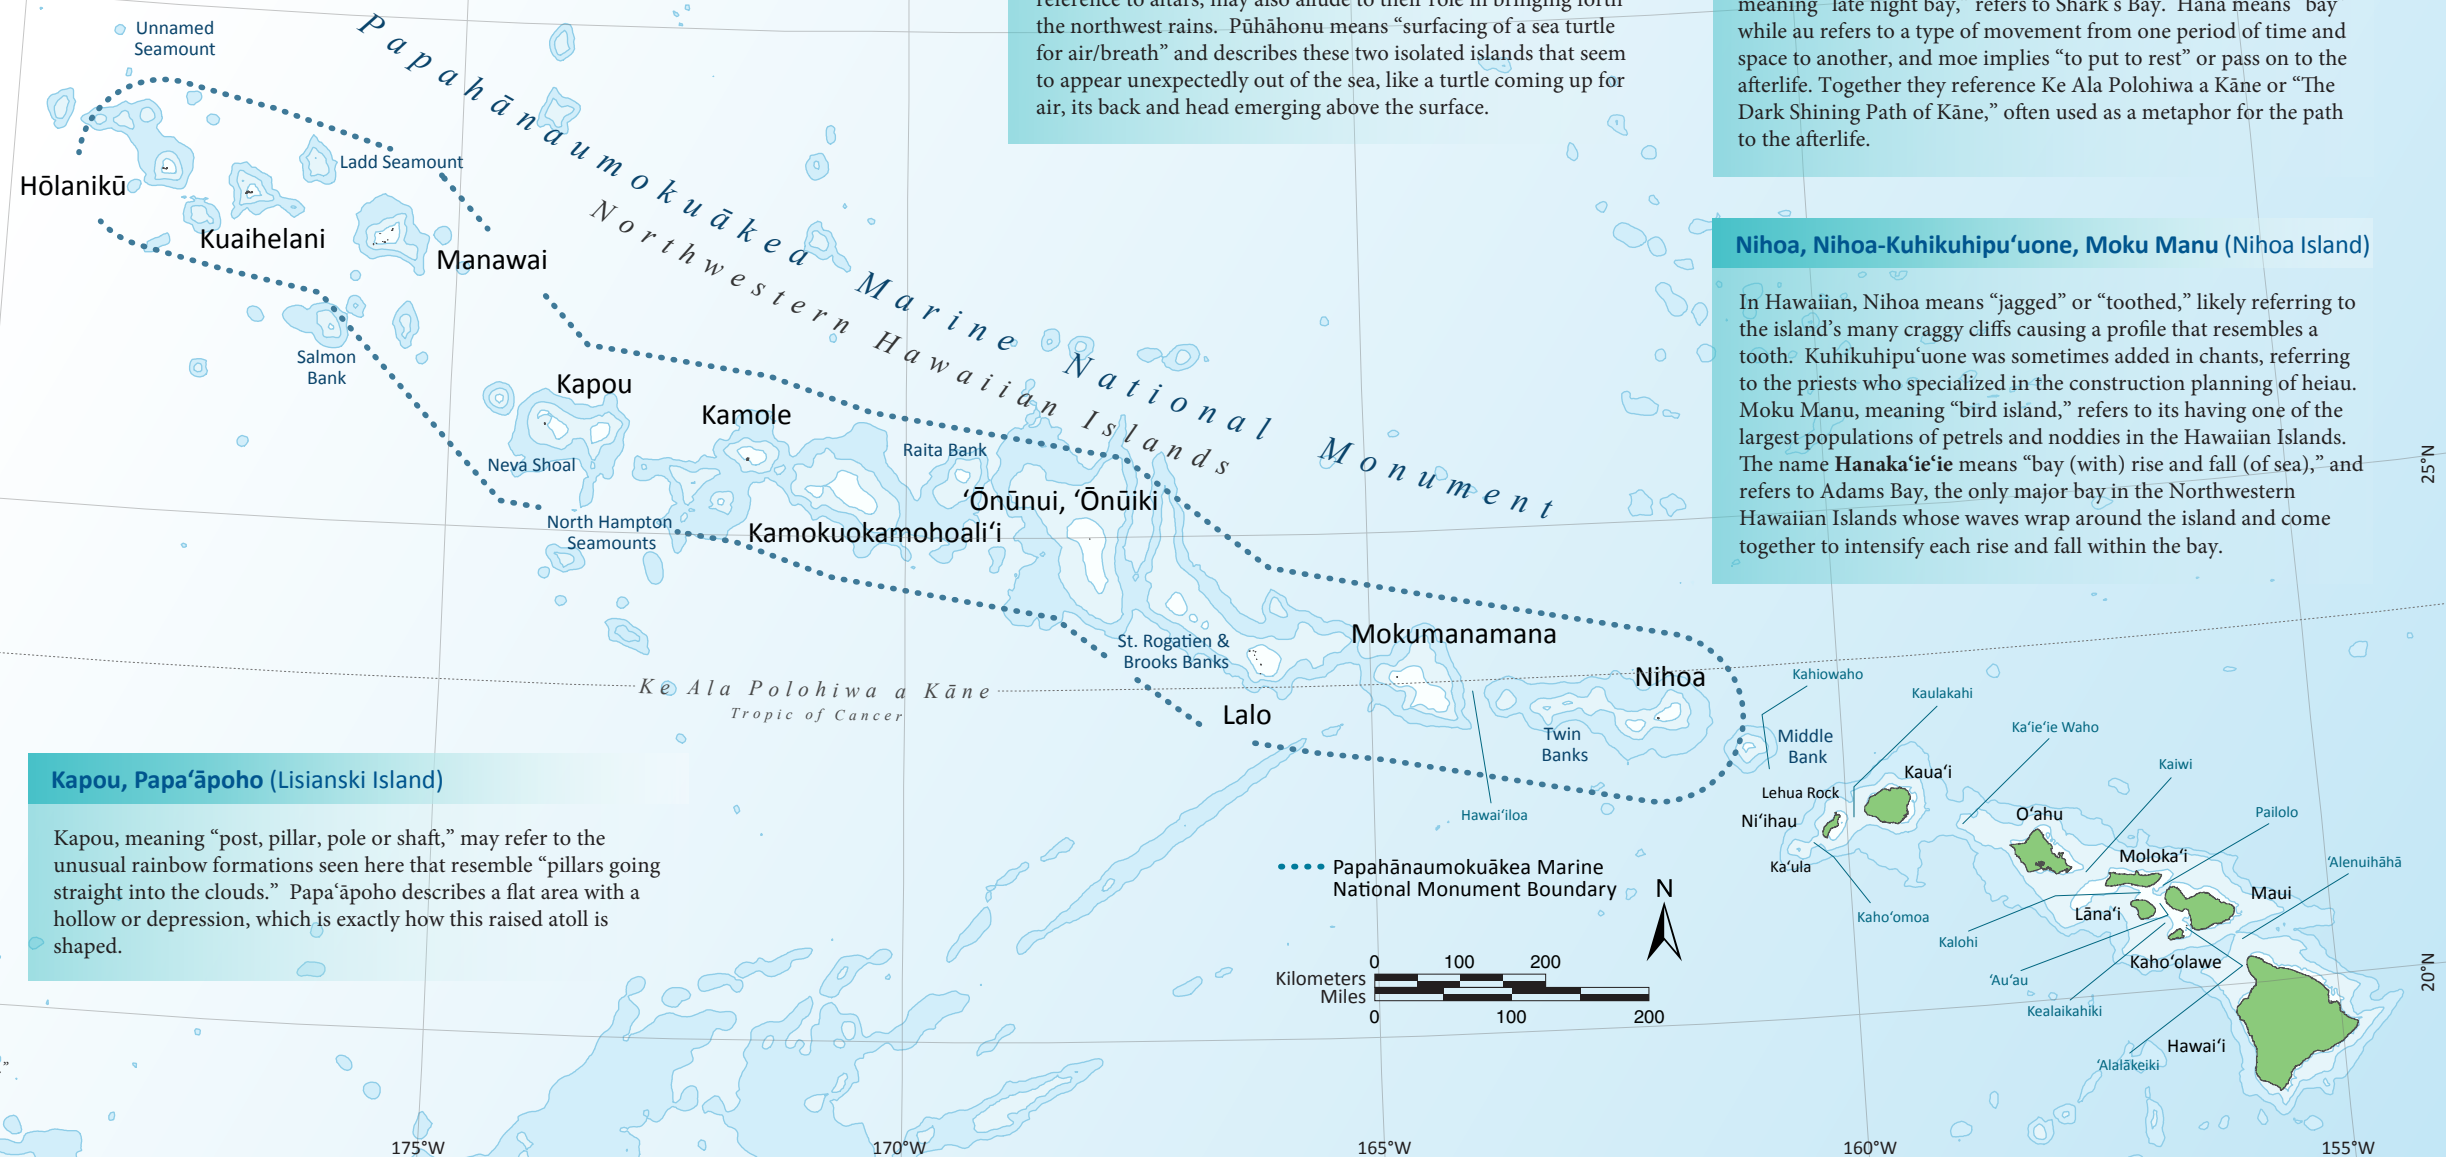 reference to altars, may also allude to their role in bringing forth
the northwest rains. Pūhāhonu means “surfacing of a sea turtle
for air/breath” and describes these two isolated islands that seem
to appear unexpectedly out of the sea, like a turtle coming up for
air, its back and head emerging above the surface.
meaning “late night bay,” refers to Shark’s Bay. Hana means “bay”
while au refers to a type of movement from one period of time and
space to another, and moe implies “to put to rest” or pass on to the
afterlife. Together they reference Ke Ala Polohiwa a Kāne or “The
Dark Shining Path of Kāne,” often used as a metaphor for the path
to the afterlife.
Unnamed
Seamount
Papahānaumokuākea Marine National Monument
Northwestern Hawaiian Islands
Ladd Seamount
Hōlanikū
Kuaihelani
Manawai
Salmon
Bank
Kapou
Kamole
Neva Shoal
Raita Bank
ʻŌnūnui, ʻŌnūiki
North Hampton
Seamounts
Kamokuokamohoaliʻi
St. Rogatien &
Brooks Banks
Mokumanamana
Nihoa
Lalo
Twin
Banks
Middle
Bank
Ke Ala Polohiwa a Kāne
Tropic of Cancer
Nihoa, Nihoa-Kuhikuhipuʻuone, Moku Manu (Nihoa Island)
In Hawaiian, Nihoa means “jagged” or “toothed,” likely referring to
the island’s many craggy cliffs causing a profile that resembles a
tooth. Kuhikuhipuʻuone was sometimes added in chants, referring
to the priests who specialized in the construction planning of heiau.
Moku Manu, meaning “bird island,” refers to its having one of the
largest populations of petrels and noddies in the Hawaiian Islands.
The name Hanakaʻieʻie means “bay (with) rise and fall (of sea),” and
refers to Adams Bay, the only major bay in the Northwestern
Hawaiian Islands whose waves wrap around the island and come
together to intensify each rise and fall within the bay.
25°N
Kapou, Papaʻāpoho (Lisianski Island)
Kapou, meaning “post, pillar, pole or shaft,” may refer to the
unusual rainbow formations seen here that resemble “pillars going
straight into the clouds.” Papaʻāpoho describes a flat area with a
hollow or depression, which is exactly how this raised atoll is
shaped.
”
Kahiowaho
Kaulakahi
Kaʻieʻie Waho
Kaiwi
Pailolo
ʻAlenuihāhā
Hawaiʻiloa
Lehua Rock
Kauaʻi
Niʻihau
Kaʻula
Oʻahu
Molokaʻi
Maui
Lānaʻi
Kahoʻomoa
Kalohi
ʻAuʻau
Kahoʻolawe
Kealaikahiki
Hawaiʻi
ʻAlalākeiki
20°N
Papahānaumokuākea Marine
National Monument Boundary
N
0 100 200
Kilometers
Miles
0 100 200
175°W 170°W 165°W 160°W 155°W